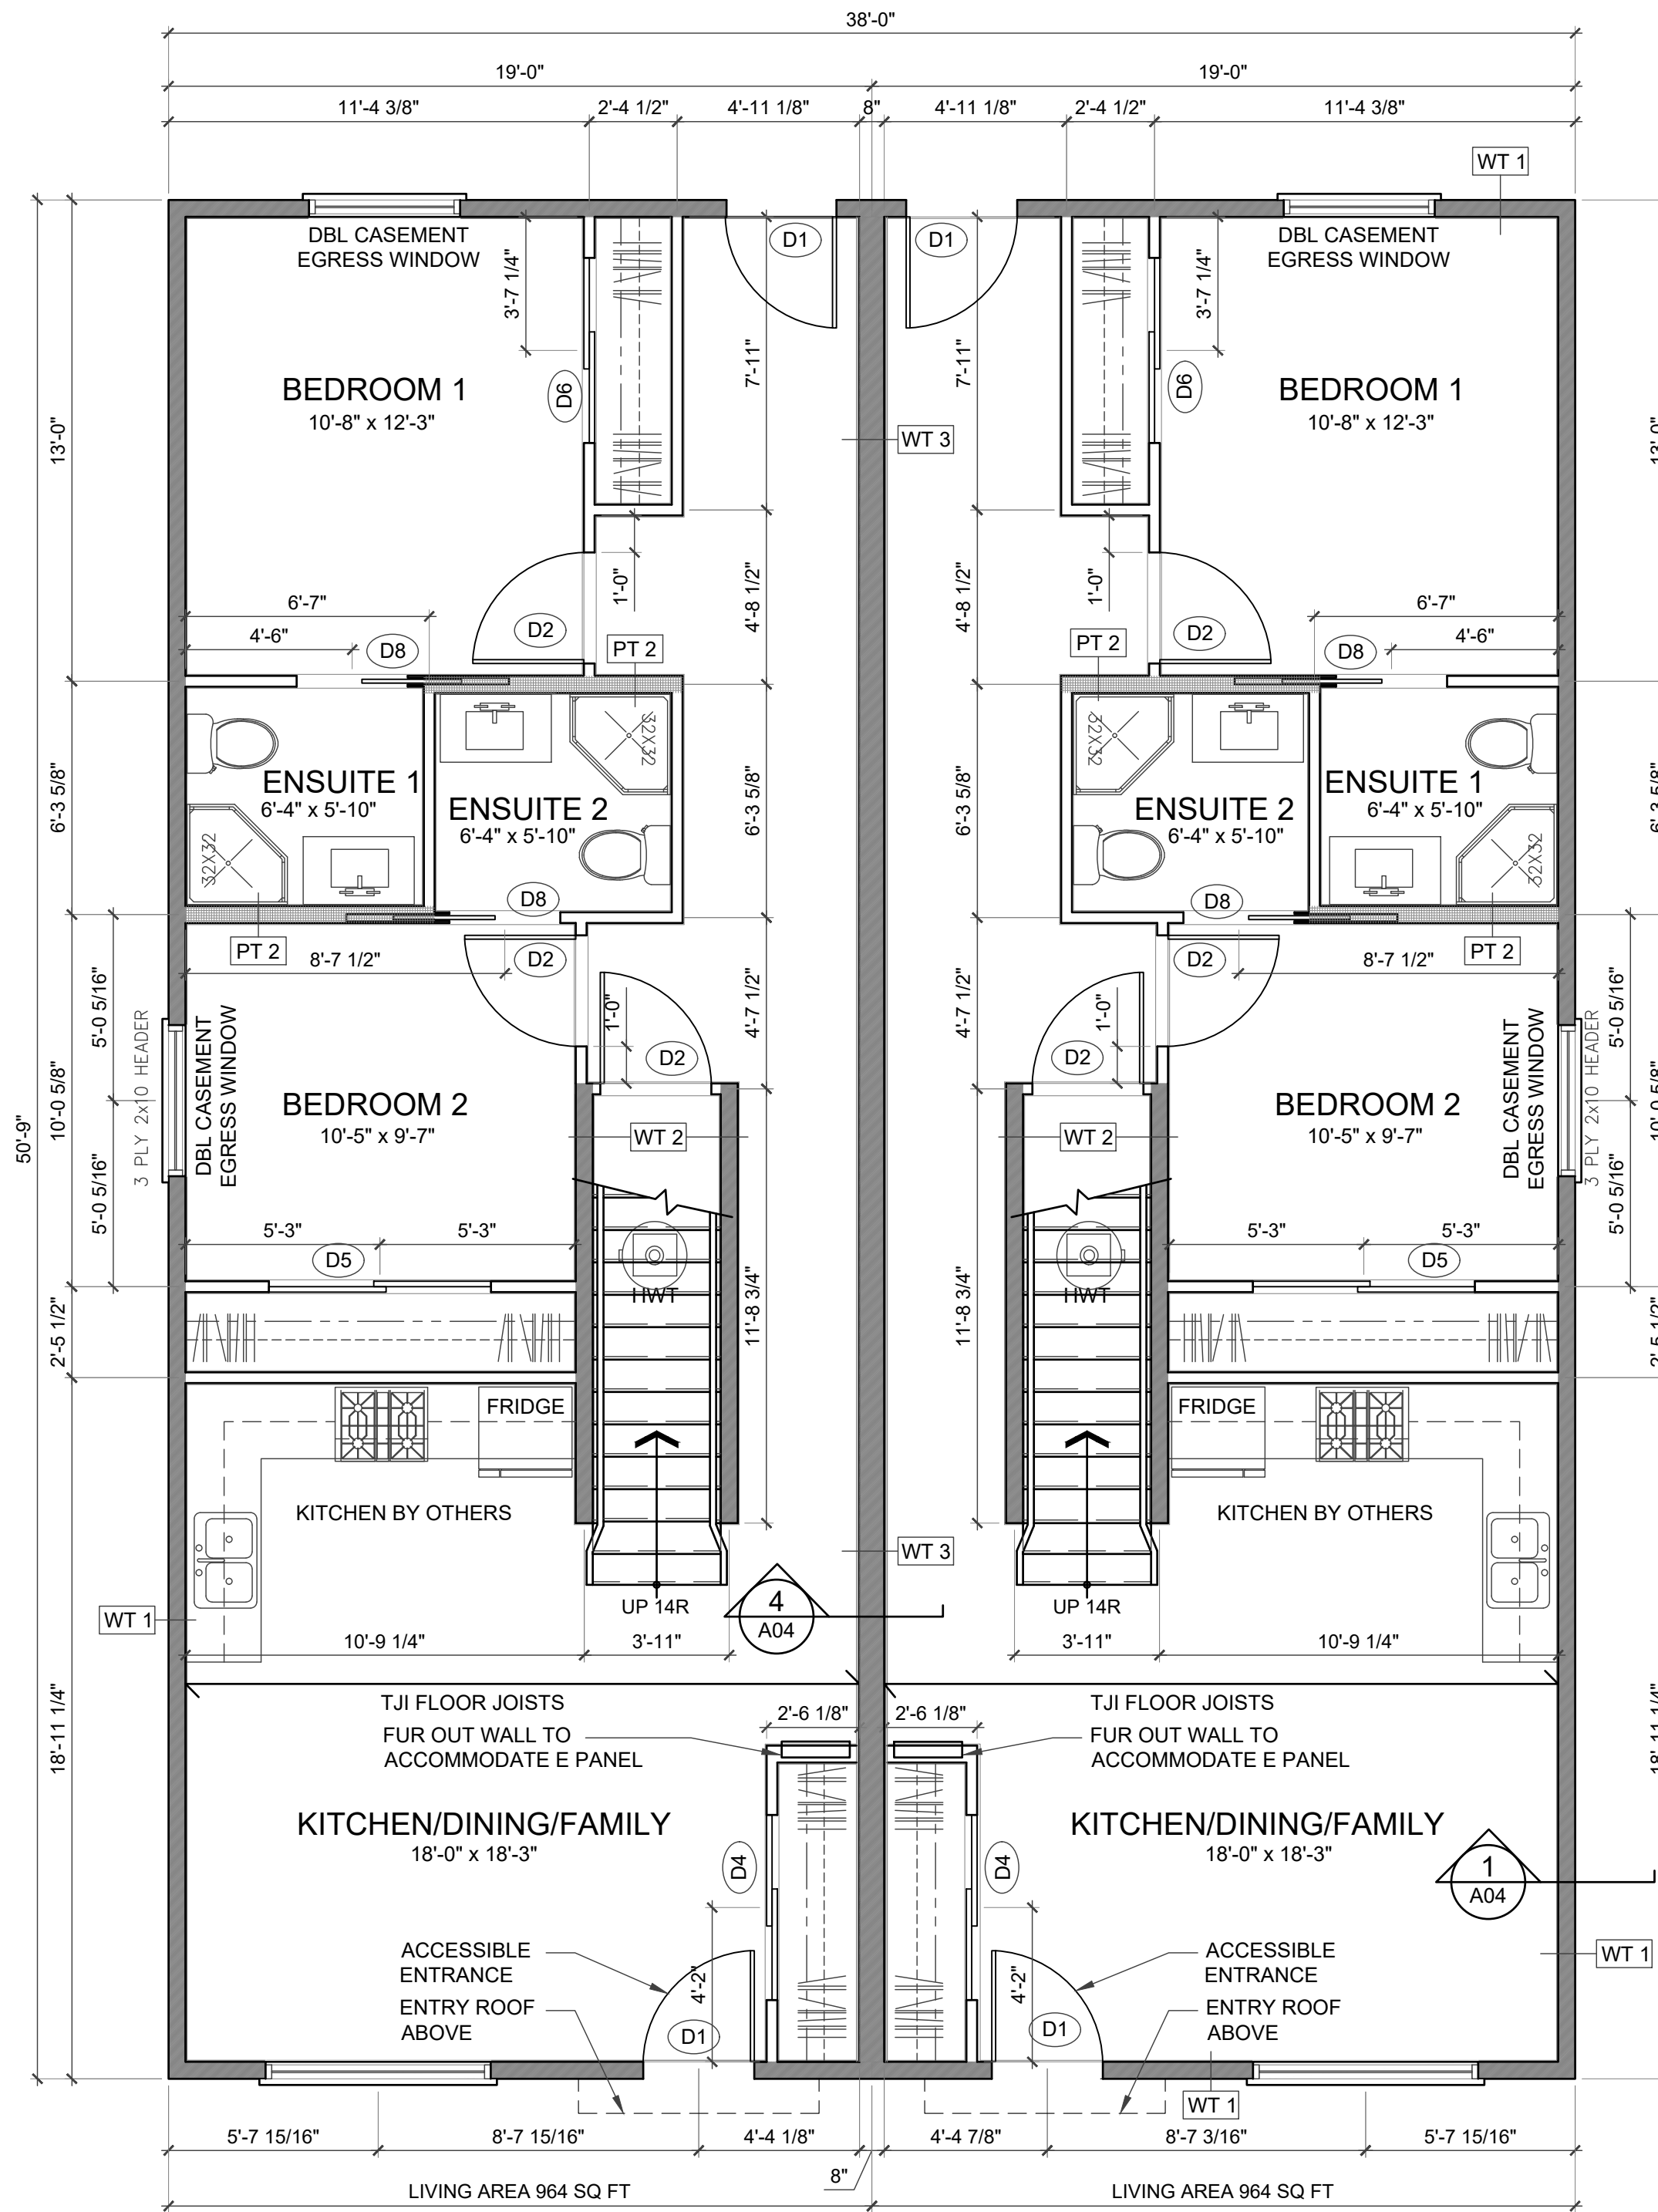 38'-0"
19'-0"
19'-0"
11'-4 3/8"
2'-4 1/2"
4'-11 1/8"
8"
4'-11 1/8"
2'-4 1/2"
11'-4 3/8"
WT 1
DBL CASEMENT
EGRESS WINDOW
3'-7 1/4"
D1
D1
3'-7 1/4"
DBL CASEMENT
EGRESS WINDOW
BEDROOM 1
10'-8" x 12'-3"
D6
7'-11"
7'-11"
D6
BEDROOM 1
10'-8" x 12'-3"
13'-0"
WT 3
13'-0"
1'-0"
4'-8 1/2"
4'-8 1/2"
1'-0"
6'-7"
4'-6"
D8
D2
PT 2
PT 2
D2
D8
6'-7"
4'-6"
32X32
32X32
ENSUITE 1
6'-4" x 5'-10"
ENSUITE 2
6'-4" x 5'-10"
ENSUITE 2
6'-4" x 5'-10"
ENSUITE 1
6'-4" x 5'-10"
6'-3 5/8"
6'-3 5/8"
6'-3 5/8"
6'-3 5/8"
32X32
32X32
D8
D8
PT 2
8'-7 1/2"
D2
D2
8'-7 1/2"
PT 2
5'-0 5/16"
3 PLY 2x10 HEADER
DBL CASEMENT
EGRESS WINDOW
1'-0"
D2
4'-7 1/2"
4'-7 1/2"
1'-0"
D2
DBL CASEMENT
EGRESS WINDOW
3 PLY 2x10 HEADER
5'-0 5/16"
50'-9"
10'-0 5/8"
BEDROOM 2
10'-5" x 9'-7"
WT 2
WT 2
BEDROOM 2
10'-5" x 9'-7"
10'-0 5/8"
5'-0 5/16"
5'-0 5/16"
5'-3"
5'-3"
D5
5'-3"
5'-3"
D5
HWT
HWT
2'-5 1/2"
11'-8 3/4"
11'-8 3/4"
2'-5 1/2"
FRIDGE
FRIDGE
KITCHEN BY OTHERS
KITCHEN BY OTHERS
WT 3
WT 1
UP 14R
4
A04
UP 14R
10'-9 1/4"
3'-11"
3'-11"
10'-9 1/4"
18'-11 1/4"
18'-11 1/4"
TJI FLOOR JOISTS
2'-6 1/8"
2'-6 1/8"
TJI FLOOR JOISTS
FUR OUT WALL TO
ACCOMMODATE E PANEL
FUR OUT WALL TO
ACCOMMODATE E PANEL
KITCHEN/DINING/FAMILY
18'-0" x 18'-3"
KITCHEN/DINING/FAMILY
18'-0" x 18'-3"
D4
D4
1
A04
ACCESSIBLE
ENTRANCE
4'-2"
4'-2"
ACCESSIBLE
ENTRANCE
WT 1
ENTRY ROOF
ABOVE
D1
D1
ENTRY ROOF
ABOVE
WT 1
5'-7 15/16"
8'-7 15/16"
4'-4 1/8"
4'-4 7/8"
8'-7 3/16"
5'-7 15/16"
8"
LIVING AREA 964 SQ FT
LIVING AREA 964 SQ FT